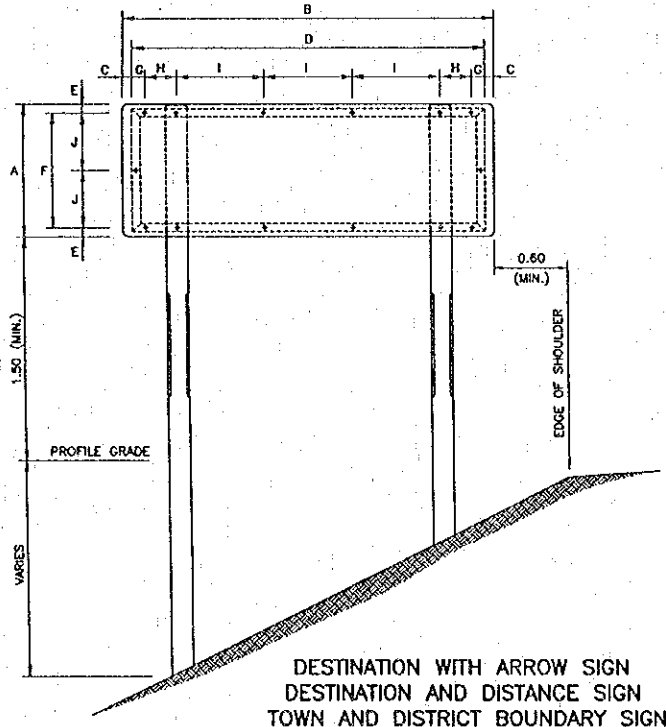 B
D
C G H I I I H G C
E
J
A F
J
E
0.60
(MIN.)
1.50 (MIN.)
EDGE OF SHOULDER
PROFILE GRADE
VARIES
DESTINATION WITH ARROW SIGN
DESTINATION AND DISTANCE SIGN
TOWN AND DISTRICT BOUNDARY SIGN